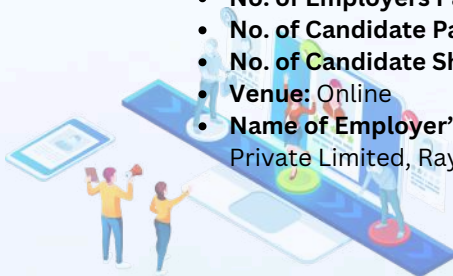 • No. of Employers Pa
• No. of Candidate Pa
• No. of Candidate Sh
• Venue: Online
• Name of Employer'
Private Limited, Ray